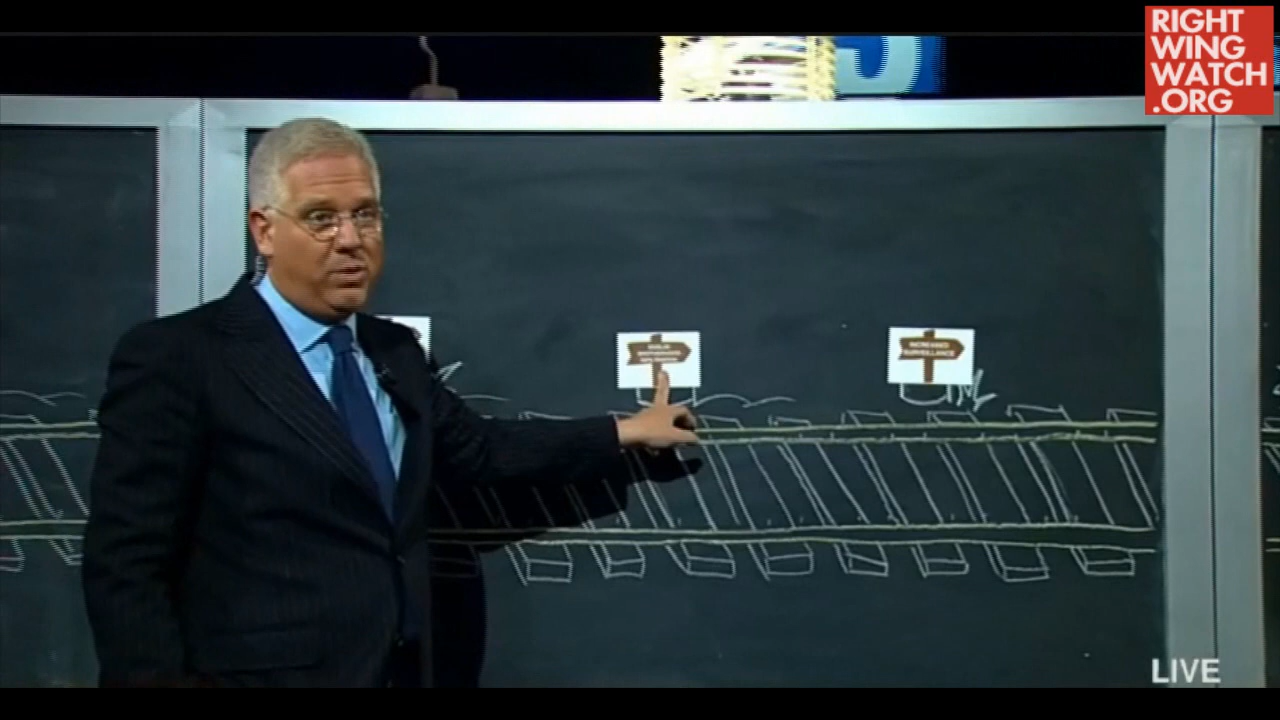 RIGHT
WING
WATCH
.ORG
INCREASED
SURVEILLANCE
LIVE